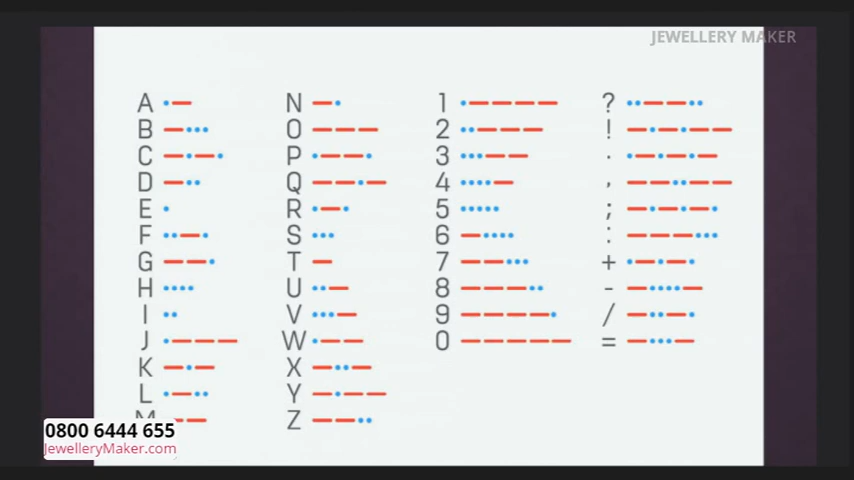 JEWELLERY MAKER
A
B
C
D
E
F
G
H
I
J
K
L
M
N
O
P
Q
R
S
T
U
V
W
X
Y
Z
1
2
3
4
5
6
7
8
9
0
?
!
.
,
;
:
+
-
/
=
0800 6444 655
JewelleryMaker.com